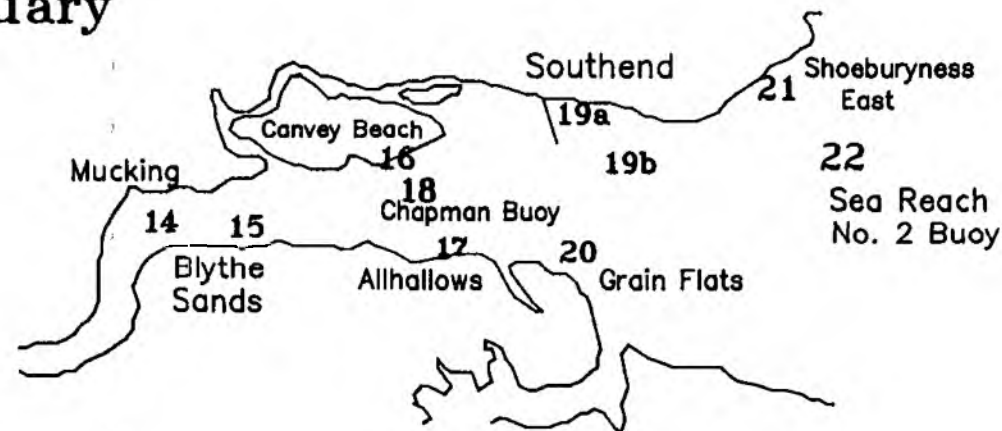 Southend
Shoeburyness
East
21
19a
Canvey Beach
16
19b
22
Mucking
18
Sea Reach
No. 2 Buoy
Chapman Buoy
14
15
17
20
Blythe
Sands
Allhallows
Grain Flats